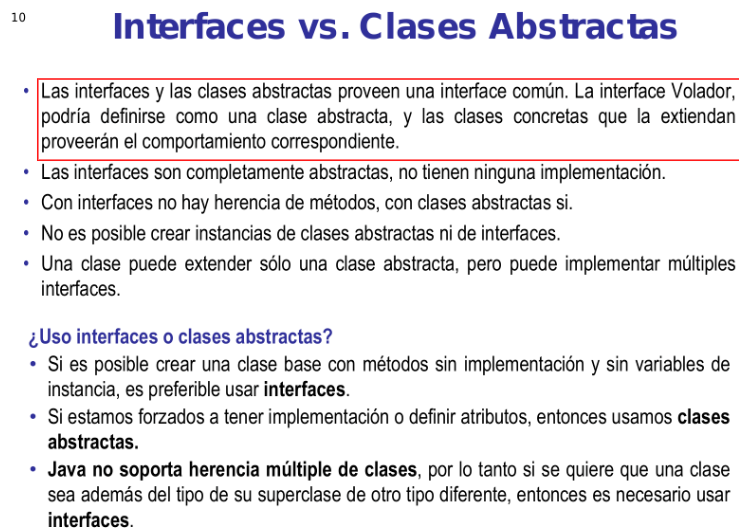 10
Interfaces vs. Clases Abstractas
• Las interfaces y las clases abstractas proveen una interface común. La interface Volador,
podría definirse como una clase abstracta, y las clases concretas que la extiendan
proveerán el comportamiento correspondiente.
• Las interfaces son completamente abstractas, no tienen ninguna implementación.
• Con interfaces no hay herencia de métodos, con clases abstractas si.
• No es posible crear instancias de clases abstractas ni de interfaces.
• Una clase puede extender sólo una clase abstracta, pero puede implementar múltiples
interfaces.
¿Uso interfaces o clases abstractas?
• Si es posible crear una clase base con métodos sin implementación y sin variables de
instancia, es preferible usar interfaces.
• Si estamos forzados a tener implementación o definir atributos, entonces usamos clases
abstractas.
• Java no soporta herencia múltiple de clases, por lo tanto si se quiere que una clase
sea además del tipo de su superclase de otro tipo diferente, entonces es necesario usar
interfaces.